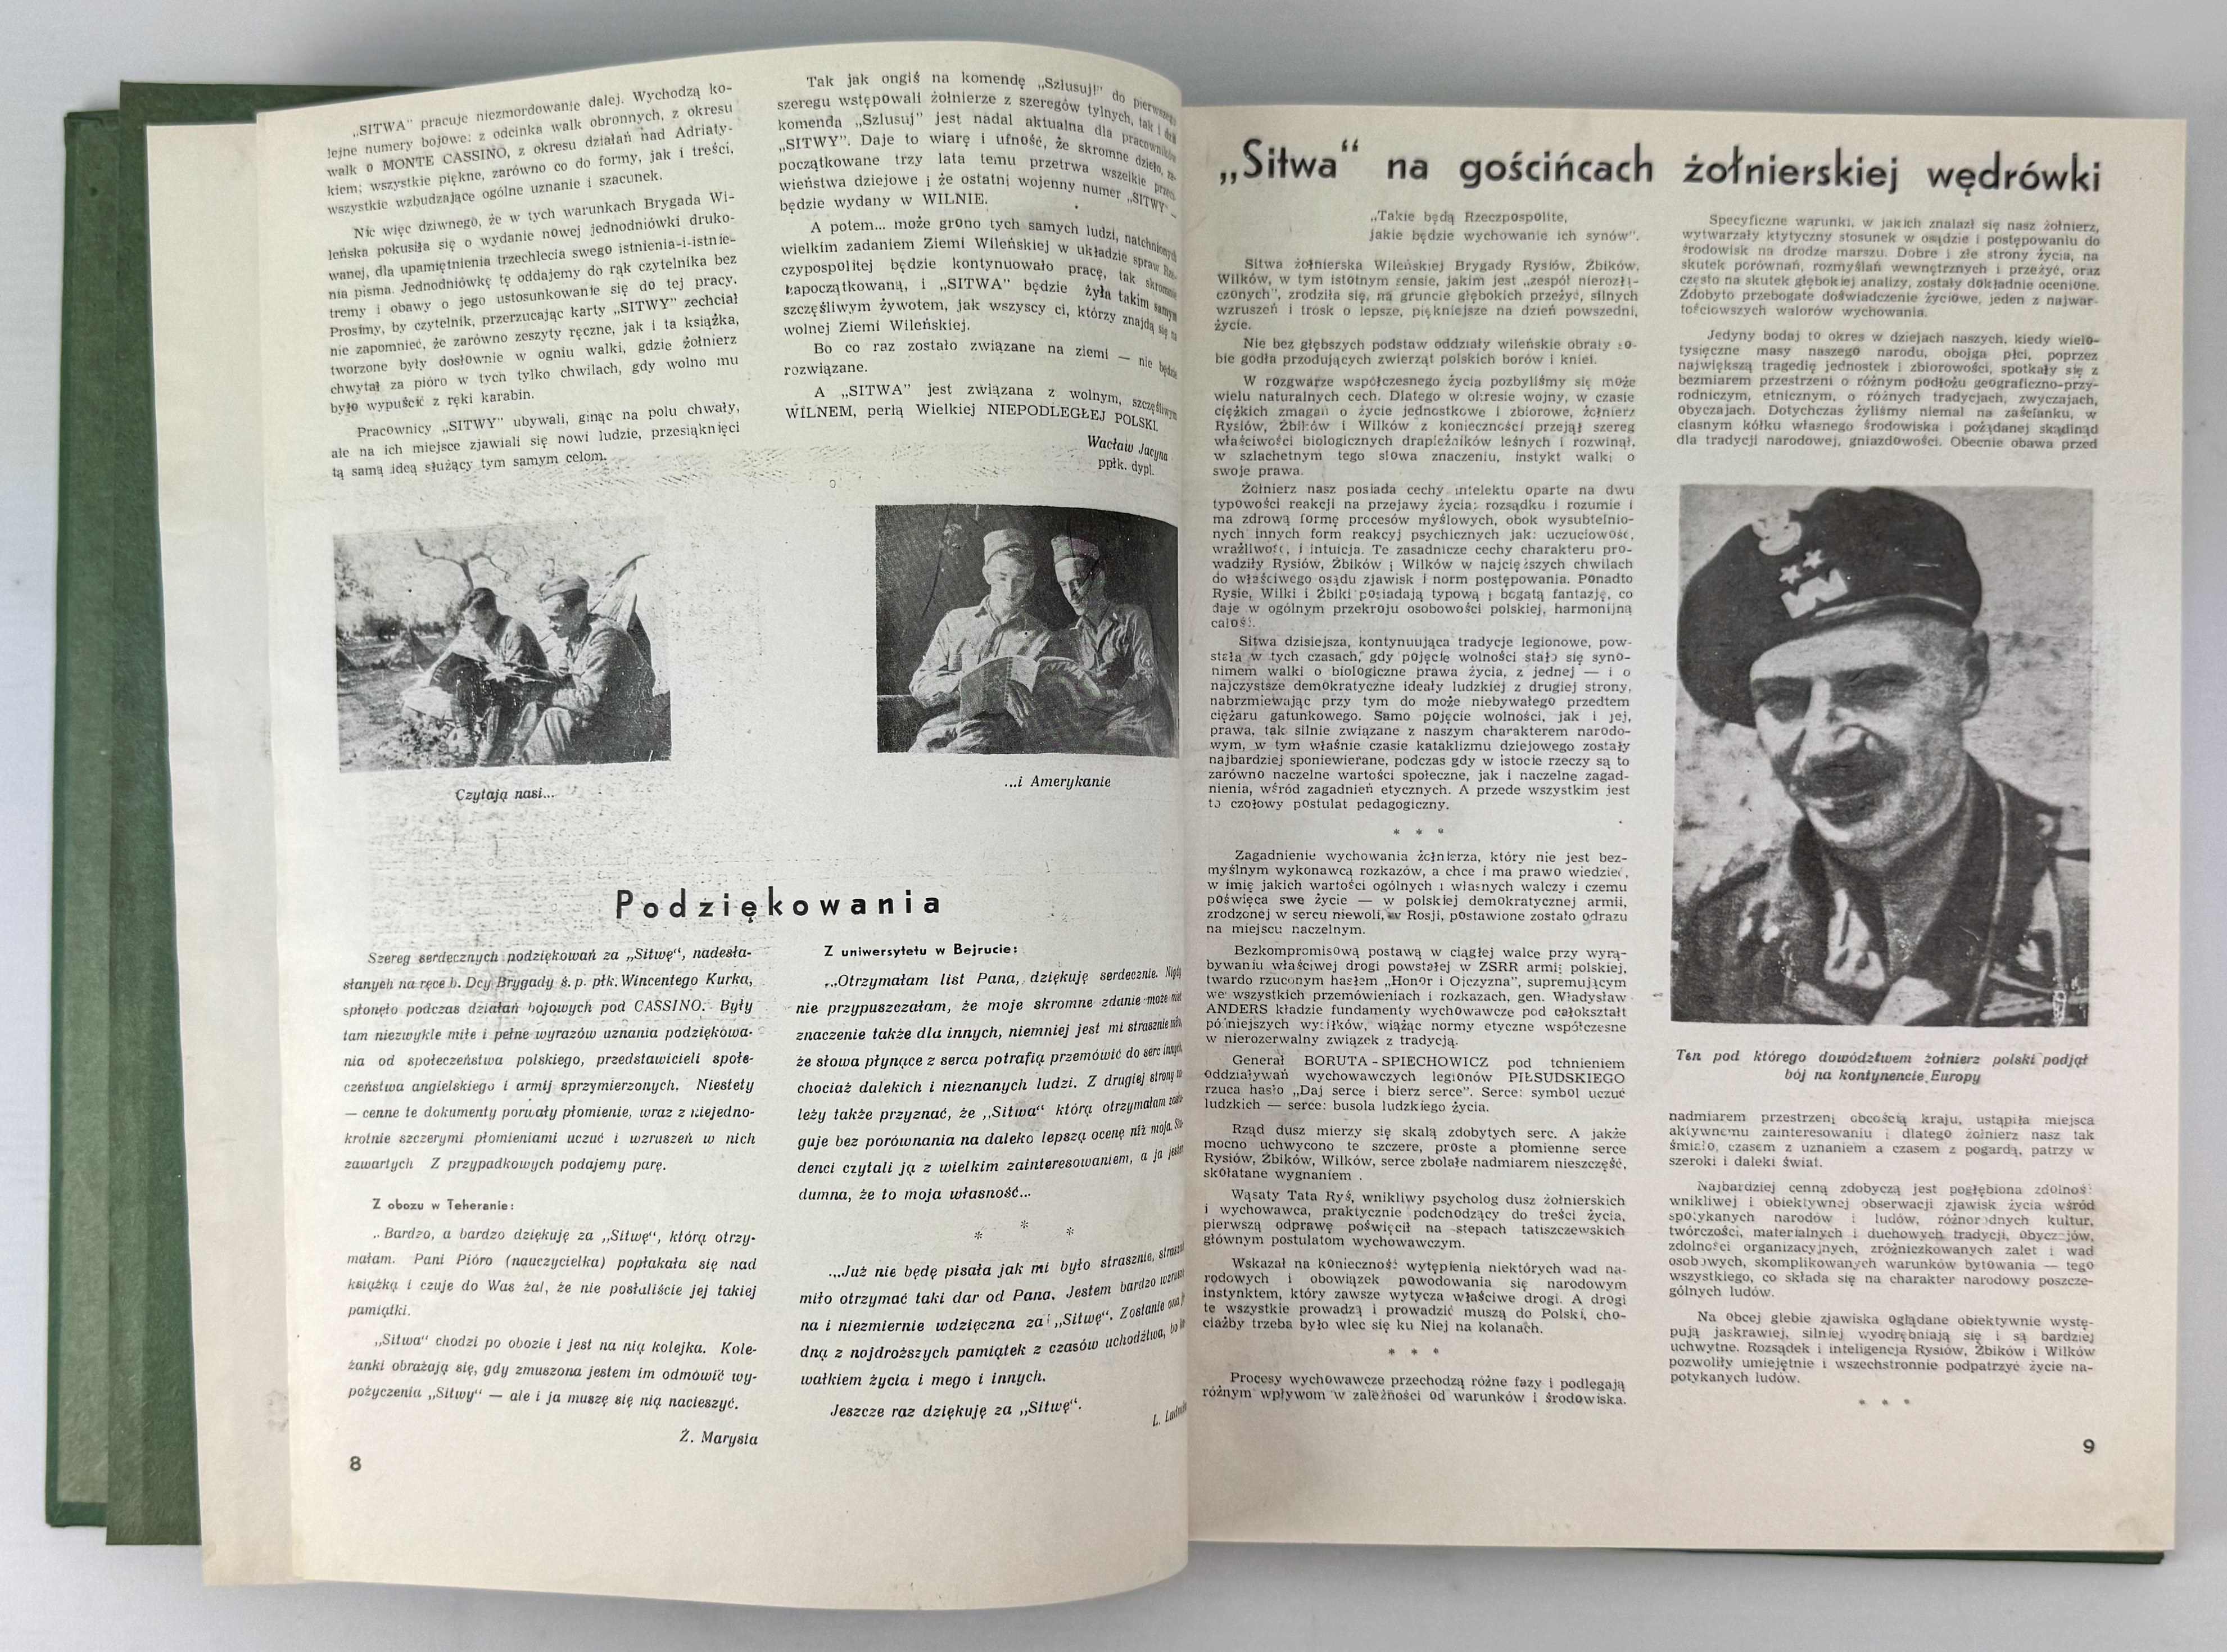 „SITWA" pracuje niezmordowanie dalej. Wychodzą ko-
lejne numery bojowe: z odcinka walk obronnych, z okresu
walk o MONTE CASSINO, z okresu działań nad Adriaty-
kiem; wszystkie piękne, zarówno co do formy, jak i treści,
wszystkie wzbudzające ogólne uznanie i szacunek.
Nic więc dziwnego, że w tych warunkach Brygada Wi-
leńska pokusiła się o wydanie nowej jednodniówki druko-
wanej, dla upamiętnienia trzechlecia swego istnienia-i-istnie-
nia pisma. Jednodniówkę tę oddajemy do rąk czytelnika bez
tremy i obawy o jego ustosunkowanie się do tej pracy.
Prosimy, by czytelnik, przerzucając karty „SITWY" zechciał
nie zapomnieć, że zarówno zeszyty ręczne, jak i ta książka,
tworzone były dosłownie w ogniu walki, gdzie żołnierz
chwytał za pióro w tych tylko chwilach, gdy wolno mu
było wypuścić z ręki karabin.
Pracownicy „SITWY" ubywali, ginąc na polu chwały,
ale na ich miejsce zjawiali się nowi ludzie, przesiąknięci
tą samą ideą służący tym samym celom.
Tak jak ongiś na komendę „Szlusuj!" do pierwszego
szeregu wstępowali żołnierze z szeregów tylnych, tak i dziś
komenda „Szlusuj" jest nadal aktualna dla pracowników
„SITWY". Daje to wiarę i ufność, że skromne dzieło, za-
początkowane trzy lata temu przetrwa wszelkie przeci-
wieństwa dziejowe i że ostatni wojenny numer „SITWY" —
będzie wydany w WILNIE.
A potem... może grono tych samych ludzi, natchnionych
wielkim zadaniem Ziemi Wileńskiej w układzie spraw Rze-
czypospolitej będzie kontynuowało pracę, tak skromnie
zapoczątkowaną, i „SITWA" będzie żyła takim samym
szczęśliwym żywotem, jak wszyscy ci, którzy znajdą się na
wolnej Ziemi Wileńskiej.
Bo co raz zostało związane na ziemi — nie będzie
rozwiązane.
A „SITWA" jest związana z wolnym, szczęśliwym
WILNEM, perłą Wielkiej NIEPODLEGŁEJ POLSKI.
Wacław Jacyna
ppłk. dypl.
Czytają nasi...
...i Amerykanie
Podziękowania
Szereg serdecznych podziękowań za „Sitwę", nadesła-
słanych na ręce b. Dcy Brygady ś. p. płk. Wincentego Kurka,
spłonęło podczas działań bojowych pod CASSINO. Były
tam niezwykle miłe i pełne wyrazów uznania podziękowa-
nia od społeczeństwa polskiego, przedstawicieli społe-
czeństwa angielskiego i armij sprzymierzonych. Niestety
— cenne te dokumenty porwały płomienie, wraz z niejedno-
krotnie szczerymi płomieniami uczuć i wzruszeń w nich
zawartych Z przypadkowych podajemy parę.
Z obozu w Teheranie:
„Bardzo, a bardzo dziękuję za „Sitwę", którą otrzy-
małam. Pani Pióro (nauczycielka) popłakała się nad
książką i czuje do Was żal, że nie posłaliście jej takiej
pamiątki.
„Sitwa" chodzi po obozie i jest na nią kolejka. Kole-
żanki obrażają się, gdy zmuszona jestem im odmówić wy-
pożyczenia „Sitwy" — ale i ja muszę się nią nacieszyć.
Ż. Marysia
8
Z uniwersytetu w Bejrucie:
„..Otrzymałam list Pana, dziękuję serdecznie. Nigdy
nie przypuszczałam, że moje skromne zdanie może mieć
znaczenie także dla innych, niemniej jest mi strasznie miło,
że słowa płynące z serca potrafią przemówić do serc innych,
chociaż dalekich i nieznanych ludzi. Z drugiej strony na
leży także przyznać, że „Sitwa" którą otrzymałam zasłu-
guje bez porównania na daleko lepszą ocenę niż moja. Stu-
denci czytali ją z wielkim zainteresowaniem, a ja jestem
dumna, że to moja własność...
* * *
„..Już nie będę pisała jak mi było strasznie, strasznie
miło otrzymać taki dar od Pana. Jestem bardzo wzruszo-
na i niezmiernie wdzięczna za „Sitwę". Zostanie ona je-
dną z nojdroższych pamiątek z czasów uchodźtwa, bo
wałkiem życia i mego i innych.
Jeszcze raz dziękuję za „Sitwę".
L.
„Sitwa" na gościńcach żołnierskiej wędrówki
„Takie będą Rzeczpospolite,
jakie będzie wychowanie ich synów".
Sitwa żołnierska Wileńskiej Brygady Rysiów, Żbików,
Wilków, w tym istotnym sensie, jakim jest „zespół nierozłą-
czonych", zrodziła się, na gruncie głębokich przeżyć, silnych
wzruszeń i trosk o lepsze, piękniejsze na dzień powszedni,
życie.
Nie bez głębszych podstaw oddziały wileńskie obrały so-
bie godła przodujących zwierząt polskich borów i kniei.
W rozgwarze współczesnego życia pozbyliśmy się może
wielu naturalnych cech. Dlatego w okresie wojny, w czasie
ciężkich zmagań o życie jednostkowe i zbiorowe, żołnierz
Rysiów, Żbików i Wilków z konieczności przejął szereg
właściwości biologicznych drapieżników leśnych i rozwinął,
w szlachetnym tego słowa znaczeniu, instykt walki o
swoje prawa.
Żołnierz nasz posiada cechy intelektu oparte na dwu
typowości reakcji na przejawy życia: rozsądku i rozumie i
ma zdrową formę procesów myślowych, obok wysubtelnio-
nych innych form reakcyj psychicznych jak: uczuciowość,
wrażliwość, i intuicja. Te zasadnicze cechy charakteru pro-
wadziły Rysiów, Żbików i Wilków w najcięższych chwilach
do właściwego osądu zjawisk i norm postępowania. Ponadto
Rysie, Wilki i Żbiki posiadają typową i bogatą fantazję, co
daje w ogólnym przekroju osobowości polskiej, harmonijną
całość.
Sitwa dzisiejsza, kontynuująca tradycje legionowe, pow-
stała w tych czasach, gdy pojęcie wolności stało się syno-
nimem walki o biologiczne prawa życia, z jednej — i o
najczystsze demokratyczne ideały ludzkiej z drugiej strony,
nabrzmiewając przy tym do może niebywałego przedtem
ciężaru gatunkowego. Samo pojęcie wolności, jak i jej,
prawa, tak silnie związane z naszym charakterem narodo-
wym, w tym właśnie czasie kataklizmu dziejowego zostały
najbardziej sponiewierane, podczas gdy w istocie rzeczy są to
zarówno naczelne wartości społeczne, jak i naczelne zagad-
nienia, wśród zagadnień etycznych. A przede wszystkim jest
to czołowy postulat pedagogiczny.
* * *
Zagadnienie wychowania żołnierza, który nie jest bez-
myślnym wykonawcą rozkazów, a chce i ma prawo wiedzieć,
w imię jakich wartości ogólnych i własnych walczy i czemu
poświęca swe życie — w polskiej demokratycznej armii,
zrodzonej w sercu niewoli, w Rosji, postawione zostało odrazu
na miejscu naczelnem.
Bezkompromisową postawą w ciągłej walce przy wyrą-
bywaniu właściwej drogi powstałej w ZSRR armii polskiej,
twardo rzuconym hasłem „Honor i Ojczyzna", supremującym
we wszystkich przemówieniach i rozkazach, gen. Władysław
ANDERS kładzie fundamenty wychowawcze pod całokształt
późniejszych wysiłków, wiążąc normy etyczne współczesne
w nierozerwalny związek z tradycją.
Generał BORUTA-SPIECHOWICZ pod tchnieniem
oddziaływań wychowawczych legionów PIŁSUDSKIEGO
rzuca hasło „Daj serce i bierz serce". Serce: symbol uczuć
ludzkich — serce: busola ludzkiego życia.
Rząd dusz mierzy się skalą zdobytych serc. A jakże
mocno uchwycono te szczere, proste a płomienne serce
Rysiów, Żbików, Wilków, serce zbolałe nadmiarem nieszczęść,
skołatane wygnaniem .
Wąsaty Tata Ryś, wnikliwy psycholog dusz żołnierskich
i wychowawca, praktycznie podchodzący do treści życia,
pierwszą odprawę poświęcił na stepach tatiszczewskich
głównym postulatom wychowawczym.
Wskazał na konieczność wytępienia niektórych wad na-
rodowych i obowiązek powodowania się narodowym
instynktem, który zawsze wytycza właściwe drogi. A drogi
te wszystkie prowadzą i prowadzić muszą do Polski, cho-
ciażby trzeba było wlec się ku Niej na kolanach.
* * *
Procesy wychowawcze przechodzą różne fazy i podlegają
różnym wpływom w zależności od warunków i środowiska.
Specyficzne warunki, w jakich znalazł się nasz żołnierz,
wytwarzały ktytyczny stosunek w osądzie i postępowaniu do
środowisk na drodze marszu. Dobre i złe strony życia, na
skutek porównań, rozmyślań wewnętrznych i przeżyć, oraz
często na skutek głębokiej analizy, zostały dokładnie ocenione.
Zdobyto przebogate doświadczenie życiowe, jeden z najwar-
tościowszych walorów wychowania.
Jedyny bodaj to okres w dziejach naszych, kiedy wielo-
tysięczne masy naszego narodu, obojga płci, poprzez
największą tragedię jednostek i zbiorowości, spotkały się z
bezmiarem przestrzeni o różnym podłożu geograficzno-przy-
rodniczym, etnicznym, o różnych tradycjach, zwyczajach,
obyczajach. Dotychczas żyliśmy niemal na zaścianku, w
ciasnym kółku własnego środowiska i pożądanej skądinąd
dla tradycji narodowej, gniazdowości. Obecnie obawa przed
Ten pod którego dowództwem żołnierz polski podjął
bój na kontynencie Europy
nadmiarem przestrzeni obcością kraju, ustąpiła miejsca
aktywnemu zainteresowaniu i dlatego żołnierz nasz tak
śmiało, czasem z uznaniem a czasem z pogardą, patrzy w
szeroki i daleki świat.
Najbardziej cenną zdobyczą jest pogłębiona zdolność
wnikliwej i obiektywnej obserwacji zjawisk życia wśród
spotykanych narodów i ludów, różnorodnych kultur,
twórczości, materialnych i duchowych tradycji, obyczajów,
zdolności organizacyjnych, zróżniczkowanych zalet i wad
osobowych, skomplikowanych warunków bytowania — tego
wszystkiego, co składa się na charakter narodowy poszcze-
gólnych ludów.
Na obcej glebie zjawiska oglądane obiektywnie wystę-
pują jaskrawiej, silniej wyodrębniają się i są bardziej
uchwytne. Rozsądek i inteligencja Rysiów, Żbików i Wilków
pozwoliły umiejętnie i wszechstronnie podpatrzyć życie na-
potykanych ludów.
* * *
9